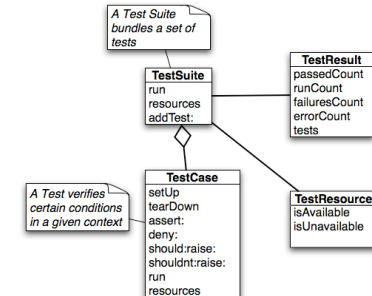 A Test Suite
bundles a set of
tests
TestSuite
run
resources
addTest:
TestResult
passedCount
runCount
failuresCount
errorCount
tests
TestCase
setUp
tearDown
assert:
deny:
should:raise:
shouldnt:raise:
run
resources
A Test verifies
certain conditions
in a given context
TestResource
isAvailable
isUnavailable